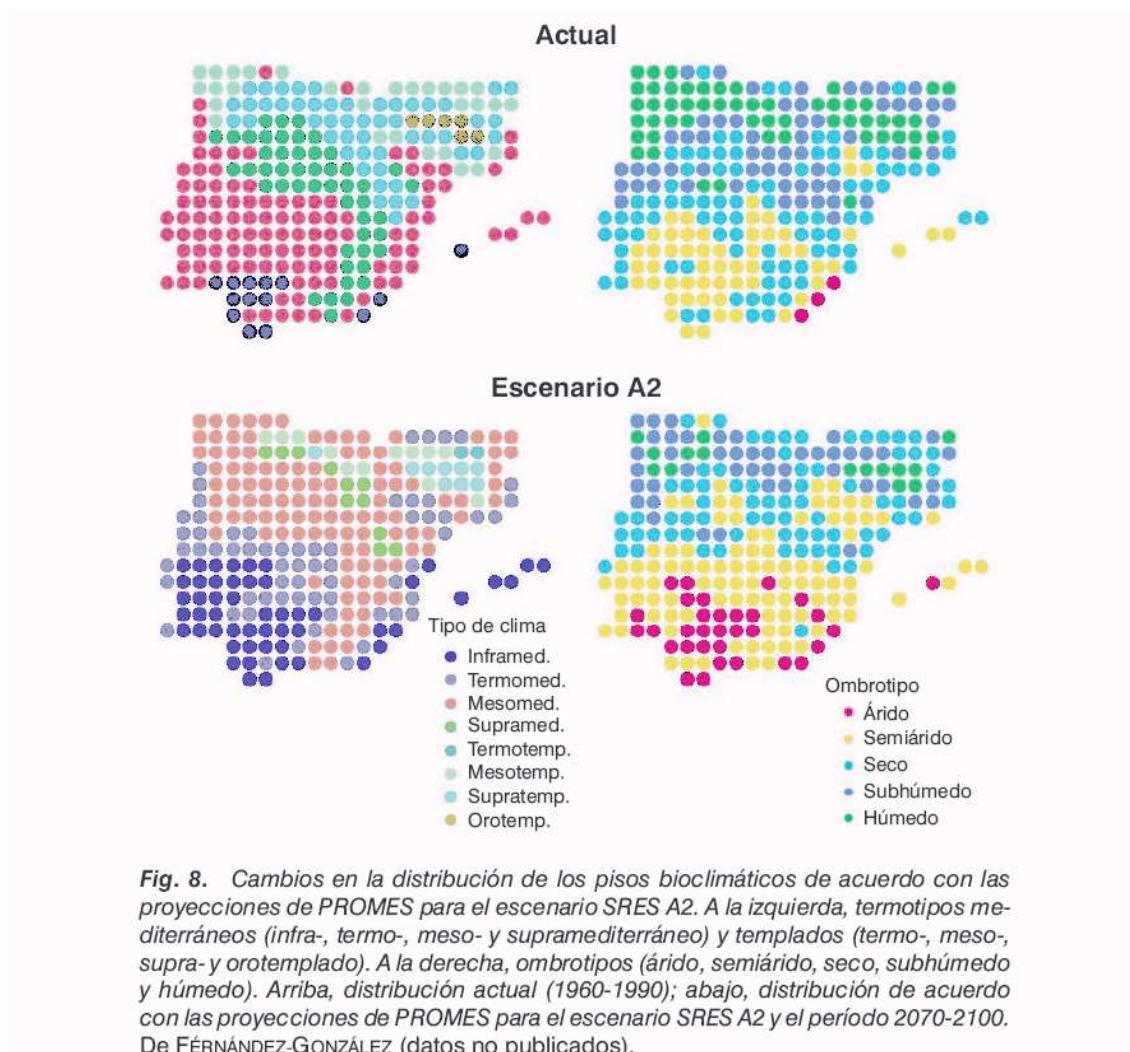 Actual
Escenario A2
Tipo de clima
Inframed.
Termomed.
Mesomed.
Supramed.
Termotemp.
Mesotemp.
Supratemp.
Orotemp.
Ombrotipo
Árido
Semiárido
Seco
Subhúmedo
Húmedo
Fig. 8. Cambios en la distribución de los pisos bioclimáticos de acuerdo con las
proyecciones de PROMES para el escenario SRES A2. A la izquierda, termotipos me-
diterráneos (infra-, termo-, meso- y supramediterráneo) y templados (termo-, meso-,
supra- y orotemplado). A la derecha, ombrotipos (árido, semiárido, seco, subhúmedo
y húmedo). Arriba, distribución actual (1960-1990); abajo, distribución de acuerdo
con las proyecciones de PROMES para el escenario SRES A2 y el período 2070-2100.
De FÉRNÁNDEZ-GONZÁLEZ (datos no publicados).